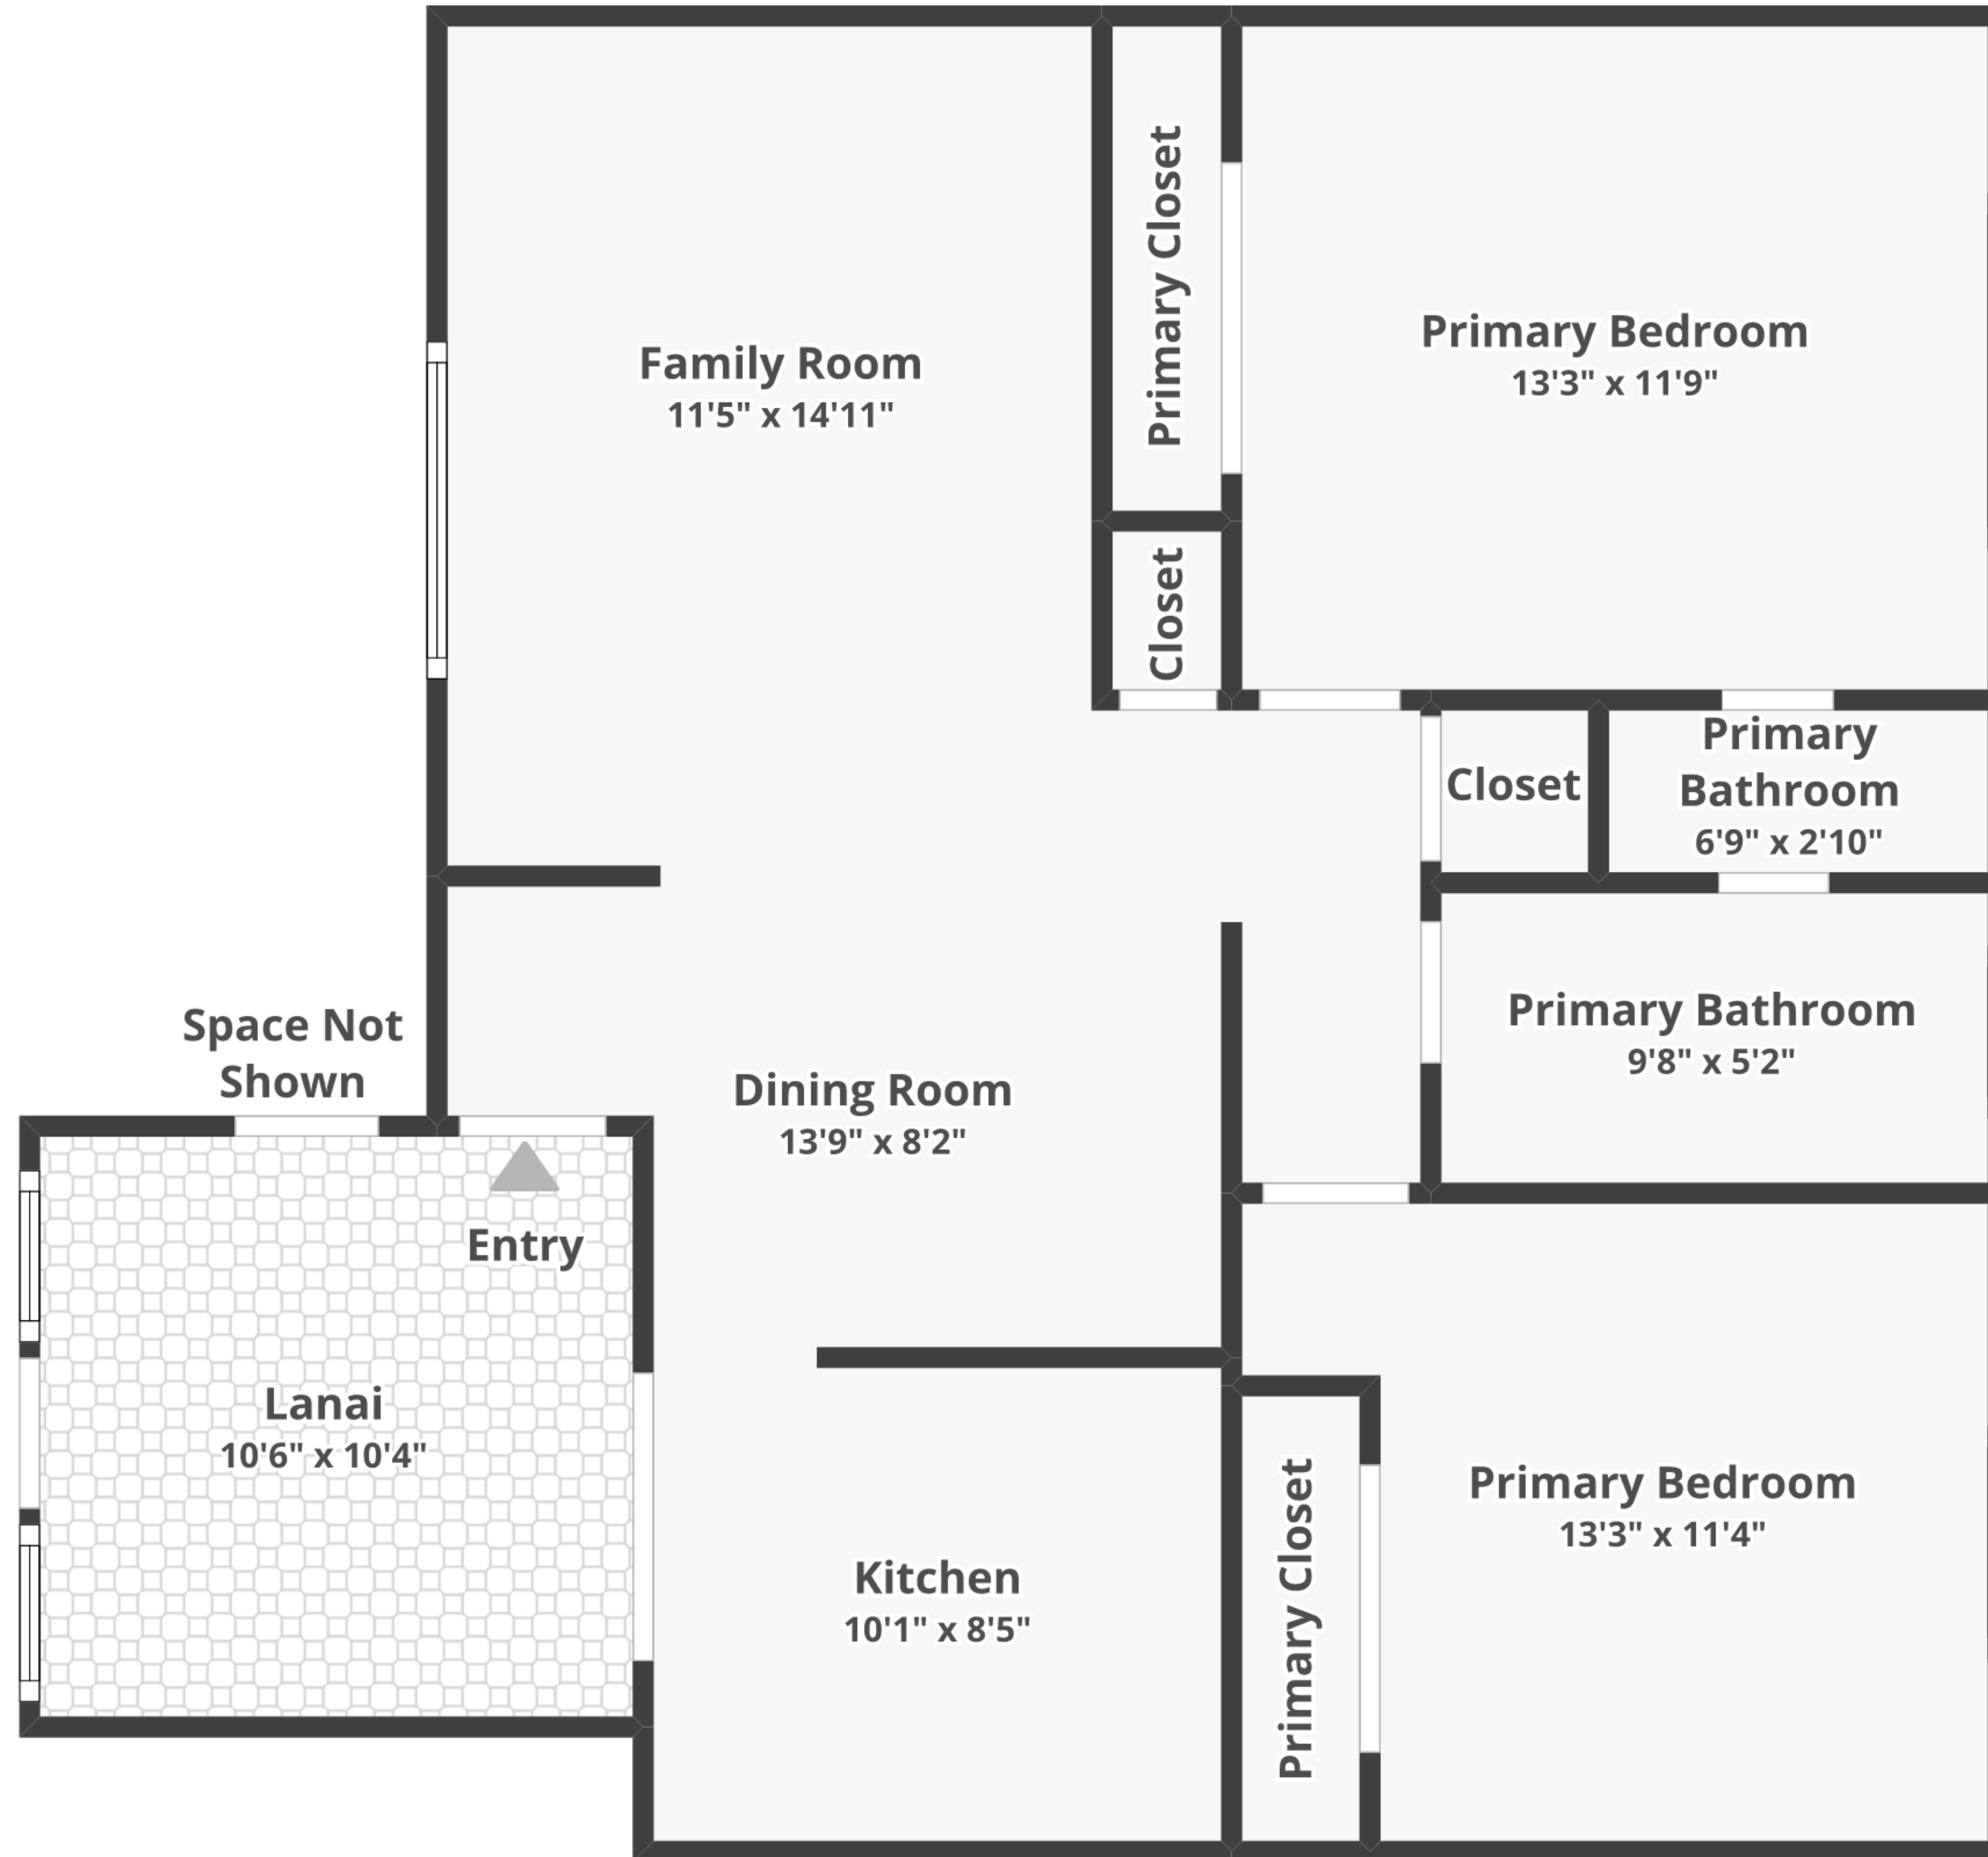 Primary Closet
Primary Bedroom
13'3" x 11'9"
Family Room
11'5" x 14'11"
Closet
Primary
Bathroom
6'9" x 2'10"
Closet
Space Not
Shown
Primary Bathroom
9'8" x 5'2"
Dining Room
13'9" x 8'2"
Entry
Lanai
10'6" x 10'4"
Primary Closet
Primary Bedroom
13'3" x 11'4"
Kitchen
10'1" x 8'5"